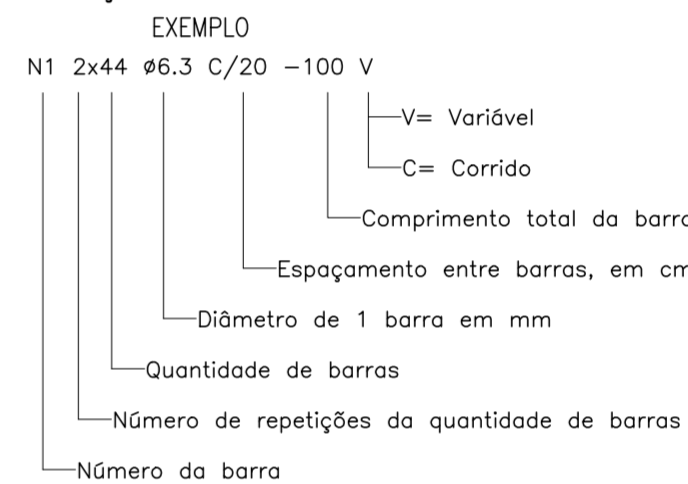 EXEMPLO
N1 2x44 ø6.3 C/20 -100 V
V= Variável
C= Corrido
Comprimento total da
Espaçamento entre barras, em
Diâmetro de 1 barra em mm
Quantidade de barras
Número de repetições da quantidade de barras
Número da barra